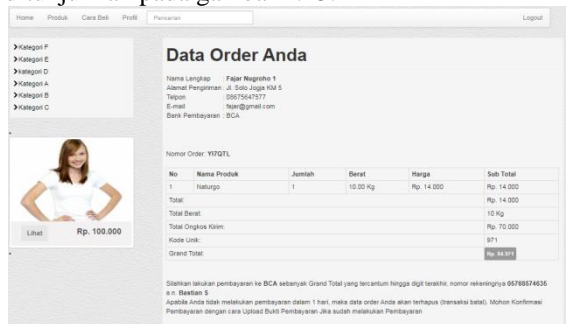 Home Produk Cara Beli Profil Pencarian Logout
Kategori F
Kategori E
Kategori D
Kategori A
Kategori B
Kategori C
Lihat Rp. 100.000
Data Order Anda
Nama Lengkap : Fajar Nugroho 1
Alamat Pengiriman : Jl. Solo Jogja KM 5
Telpon : 08675647577
E-mail : fajar@gmail.com
Bank Pembayaran : BCA
Nomor Order: YI7QTL
No Nama Produk Jumlah Berat Harga Sub Total
1 Naturgo 1 10.00 Kg Rp. 14.000 Rp. 14.000
Total: Rp. 14.000
Total Berat: 10 Kg
Total Ongkos Kirim: Rp. 70.000
Kode Unik: 971
Grand Total: Rp. 84.971
Silahkan lakukan pembayaran ke BCA sebanyak Grand Total yang tercantum hingga digit terakhir, nomor rekeningnya 05768574635
a.n. Bastian S
Apabila Anda tidak melakukan pembayaran dalam 1 hari, maka data order Anda akan terhapus (transaksi batal). Mohon Konfirmasi
Pembayaran dengan cara Upload Bukti Pembayaran Jika sudah melakukan Pembayaran